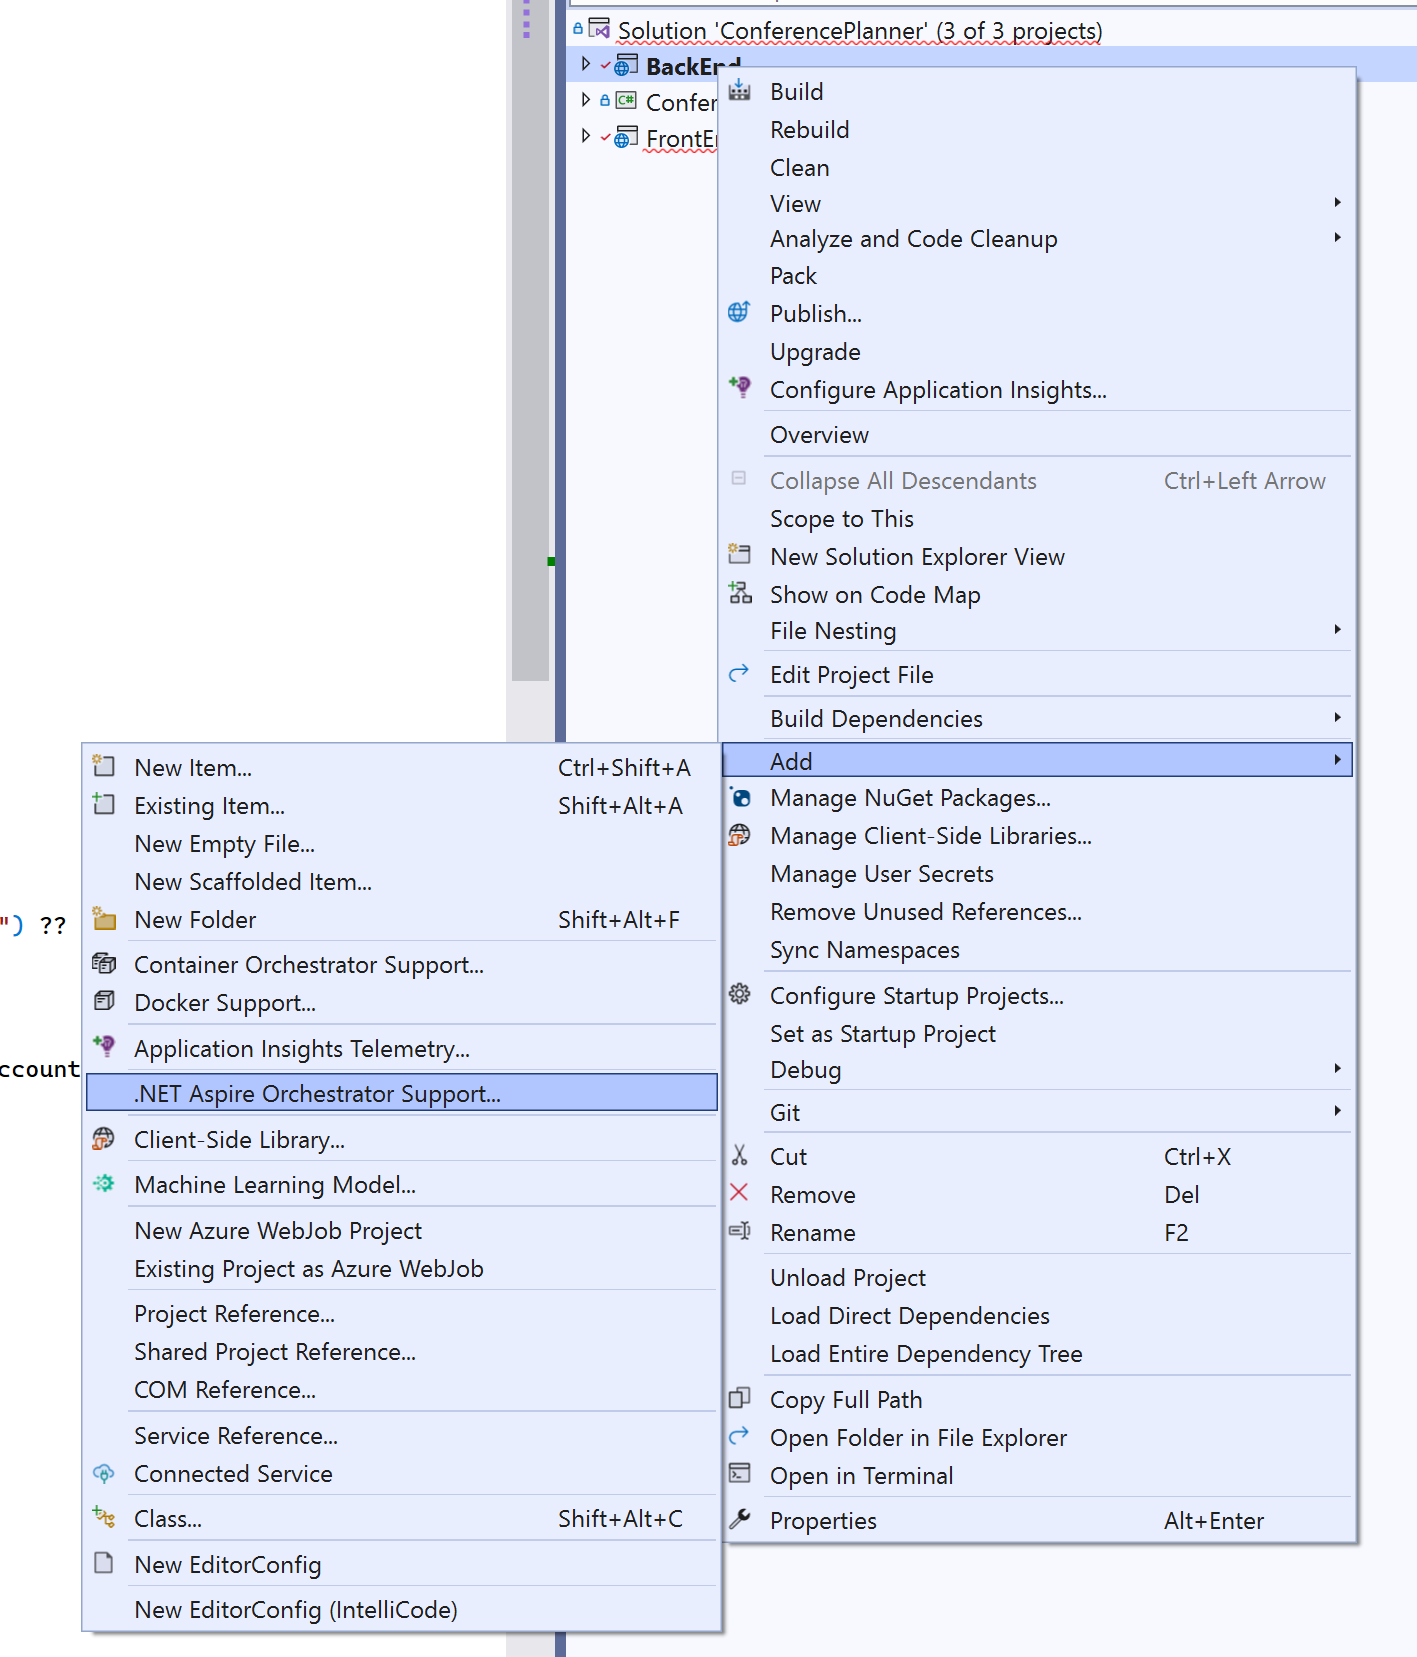 Solution 'ConferencePlanner' (3 of 3 projects)
BackEnd
Confer
FrontE
Build
Rebuild
Clean
View
Analyze and Code Cleanup
Pack
Publish...
Upgrade
Configure Application Insights...
Overview
Collapse All Descendants Ctrl+Left Arrow
Scope to This
New Solution Explorer View
Show on Code Map
File Nesting
Edit Project File
Build Dependencies
Add
Manage NuGet Packages...
Manage Client-Side Libraries...
Manage User Secrets
Remove Unused References...
Sync Namespaces
Configure Startup Projects...
Set as Startup Project
Debug
Git
Cut Ctrl+X
Remove Del
Rename F2
Unload Project
Load Direct Dependencies
Load Entire Dependency Tree
Copy Full Path
Open Folder in File Explorer
Open in Terminal
Properties Alt+Enter
New Item... Ctrl+Shift+A
Existing Item... Shift+Alt+A
New Empty File...
New Scaffolded Item...
New Folder Shift+Alt+F
Container Orchestrator Support...
Docker Support...
Application Insights Telemetry...
.NET Aspire Orchestrator Support...
Client-Side Library...
Machine Learning Model...
New Azure WebJob Project
Existing Project as Azure WebJob
Project Reference...
Shared Project Reference...
COM Reference...
Service Reference...
Connected Service
Class... Shift+Alt+C
New EditorConfig
New EditorConfig (IntelliCode)
") ??
ccount